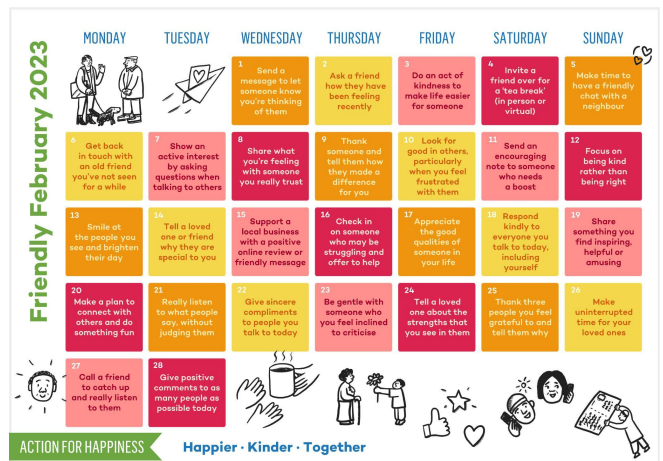 Friendly February 2023
MONDAY TUESDAY WEDNESDAY THURSDAY FRIDAY SATURDAY SUNDAY
1
Send a
message to let
someone know
you're thinking
of them
2
Ask a friend
how they have
been feeling
recently
3
Do an act of
kindness to
make life easier
for someone
4
Invite a
friend over for
a 'tea break'
(in person or
virtual)
5
Make time to
have a friendly
chat with a
neighbour
6
Get back
in touch with
an old friend
you've not seen
for a while
7
Show an
active interest
by asking
questions when
talking to others
8
Share what
you're feeling
with someone
you really trust
9
Thank
someone and
tell them how
they made a
difference
for you
10
Look for
good in others,
particularly
when you feel
frustrated
with them
11
Send an
encouraging
note to someone
who needs
a boost
12
Focus on
being kind
rather than
being right
13
Smile at
the people you
see and brighten
their day
14
Tell a loved
one or friend
why they are
special to you
15
Support a
local business
with a positive
online review or
friendly message
16
Check in
on someone
who may be
struggling and
offer to help
17
Appreciate
the good
qualities of
someone in
your life
18
Respond
kindly to
everyone you
talk to today,
including
yourself
19
Share
something you
find inspiring,
helpful or
amusing
20
Make a plan to
connect with
others and do
something fun
21
Really listen
to what people
say, without
judging them
22
Give sincere
compliments
to people you
talk to today
23
Be gentle with
someone who
you feel inclined
to criticise
24
Tell a loved
one about the
strengths that
you see in them
25
Thank three
people you feel
grateful to and
tell them why
26
Make
uninterrupted
time for your
loved ones
27
Call a friend
to catch up
and really listen
to them
28
Give positive
comments to as
many people as
possible today
ACTION FOR HAPPINESS
Happier · Kinder · Together